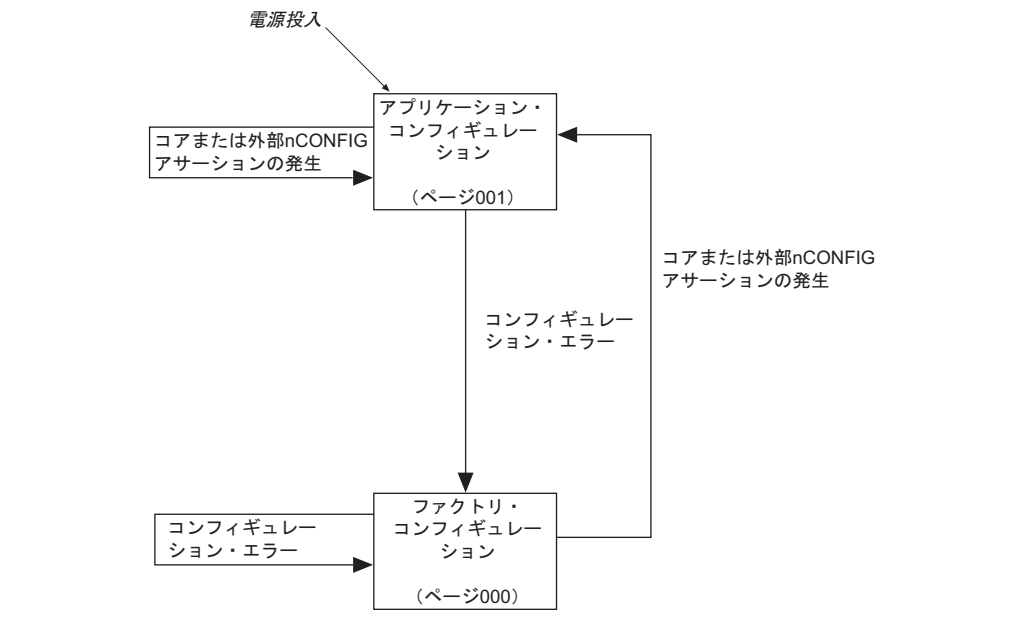 電源投入
アプリケーション・
コンフィギュレー
ション
（ページ001）
コアまたは外部nCONFIG
アサーションの発生
コアまたは外部nCONFIG
アサーションの発生
コンフィギュレー
ション・エラー
ファクトリ・
コンフィギュレー
ション
（ページ000）
コンフィギュレー
ション・エラー